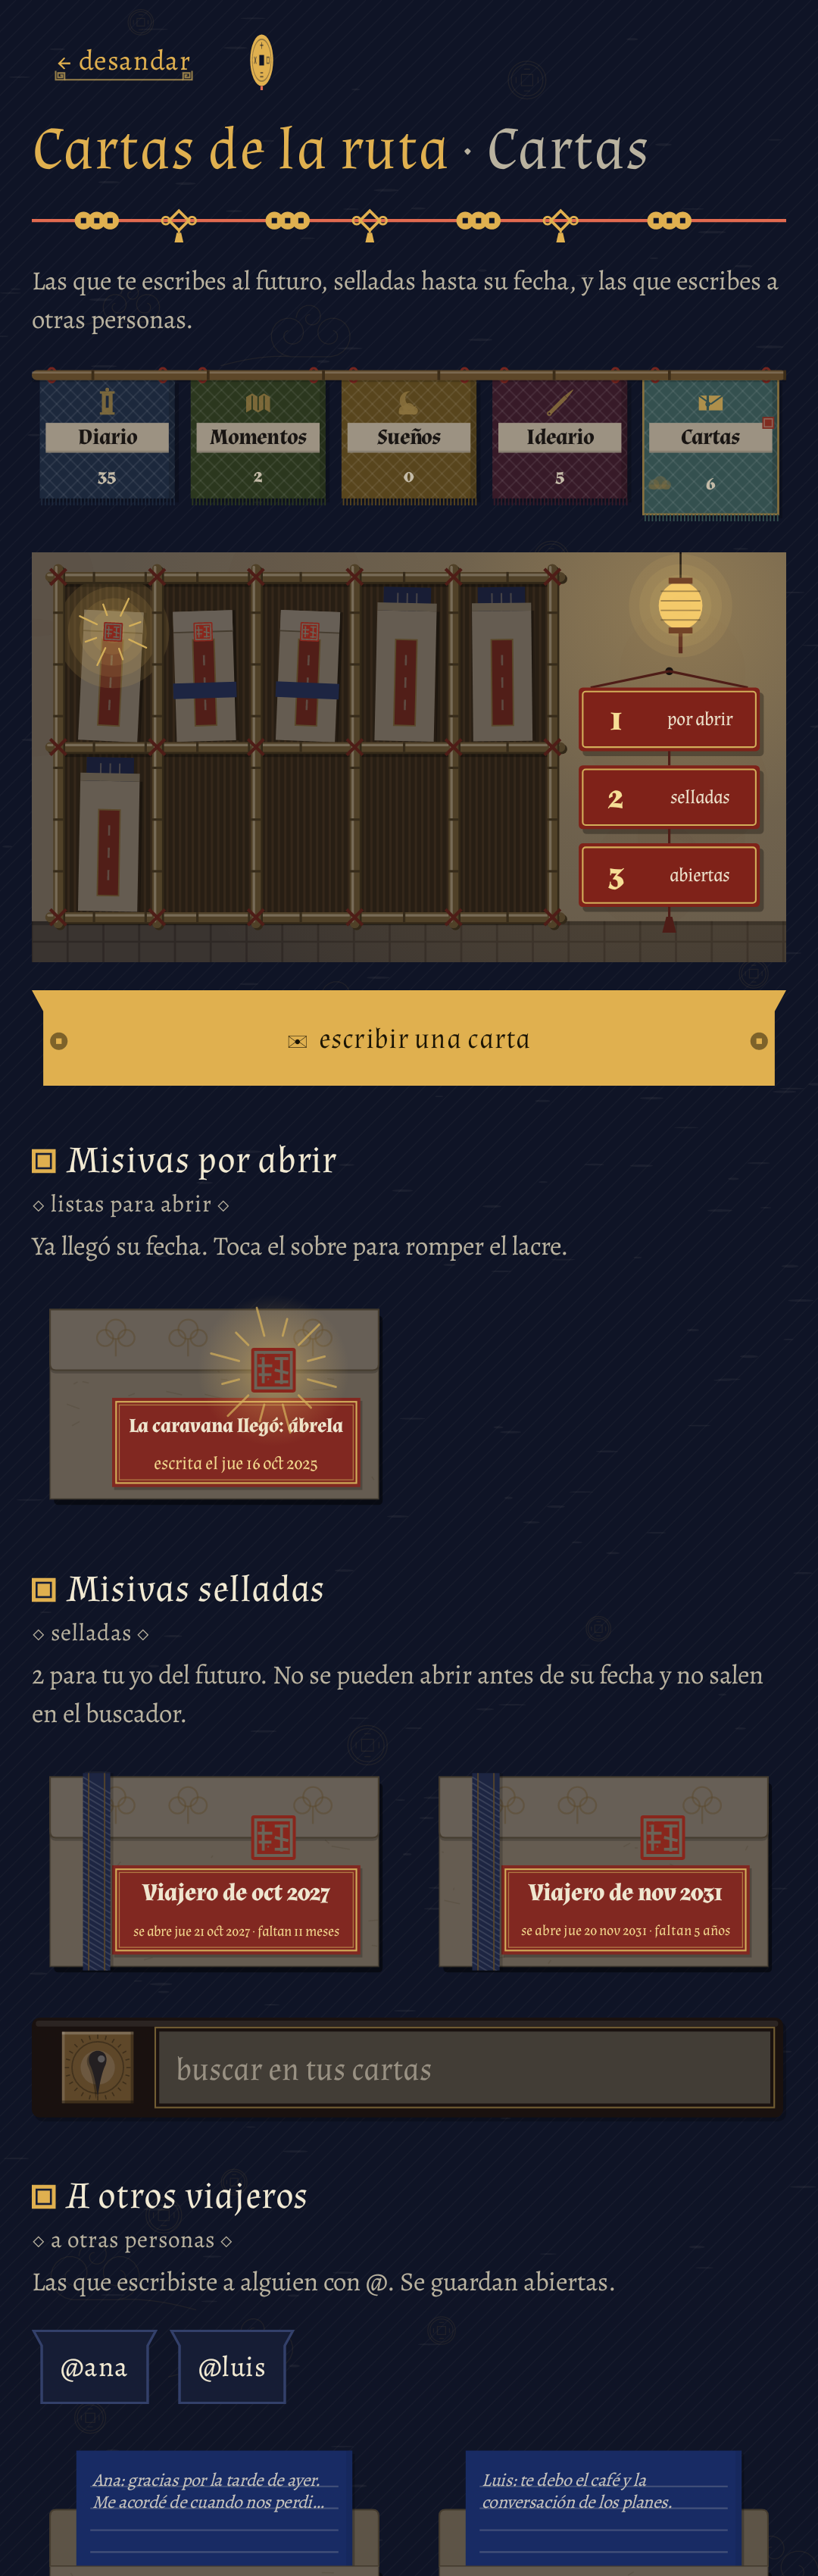 ← desandar
Cartas de la ruta · Cartas
Las que te escribes al futuro, selladas hasta su fecha, y las que escribes a
otras personas.
Diario
35
Momentos
2
Sueños
0
Ideario
5
Cartas
6
1 por abrir
2 selladas
3 abiertas
✉ escribir una carta
Misivas por abrir
◇ listas para abrir ◇
Ya llegó su fecha. Toca el sobre para romper el lacre.
La caravana llegó: ábrela
escrita el jue 16 oct 2025
Misivas selladas
◇ selladas ◇
2 para tu yo del futuro. No se pueden abrir antes de su fecha y no salen
en el buscador.
Viajero de oct 2027
se abre jue 21 oct 2027 · faltan 11 meses
Viajero de nov 2031
se abre jue 20 nov 2031 · faltan 5 años
buscar en tus cartas
A otros viajeros
◇ a otras personas ◇
Las que escribiste a alguien con @. Se guardan abiertas.
@ana
@luis
Ana: gracias por la tarde de ayer.
Me acordé de cuando nos perdi...
Luis: te debo el café y la
conversación de los planes.